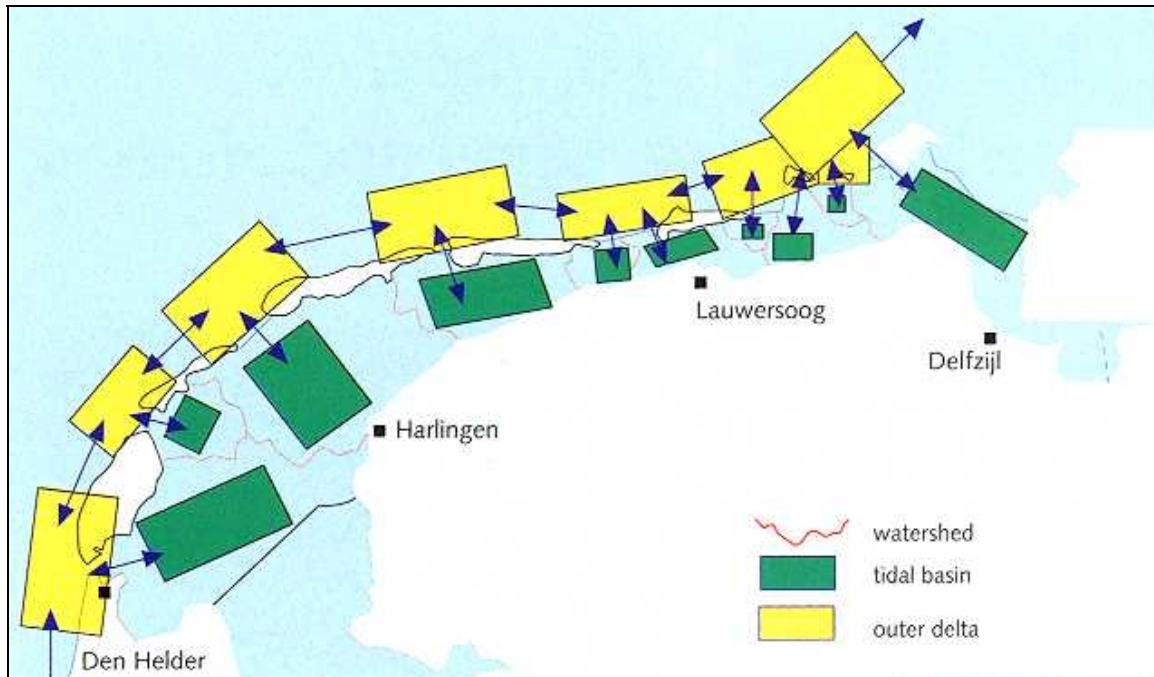 Lauwersoog
Delfzijl
Harlingen
watershed
tidal basin
outer delta
Den Helder